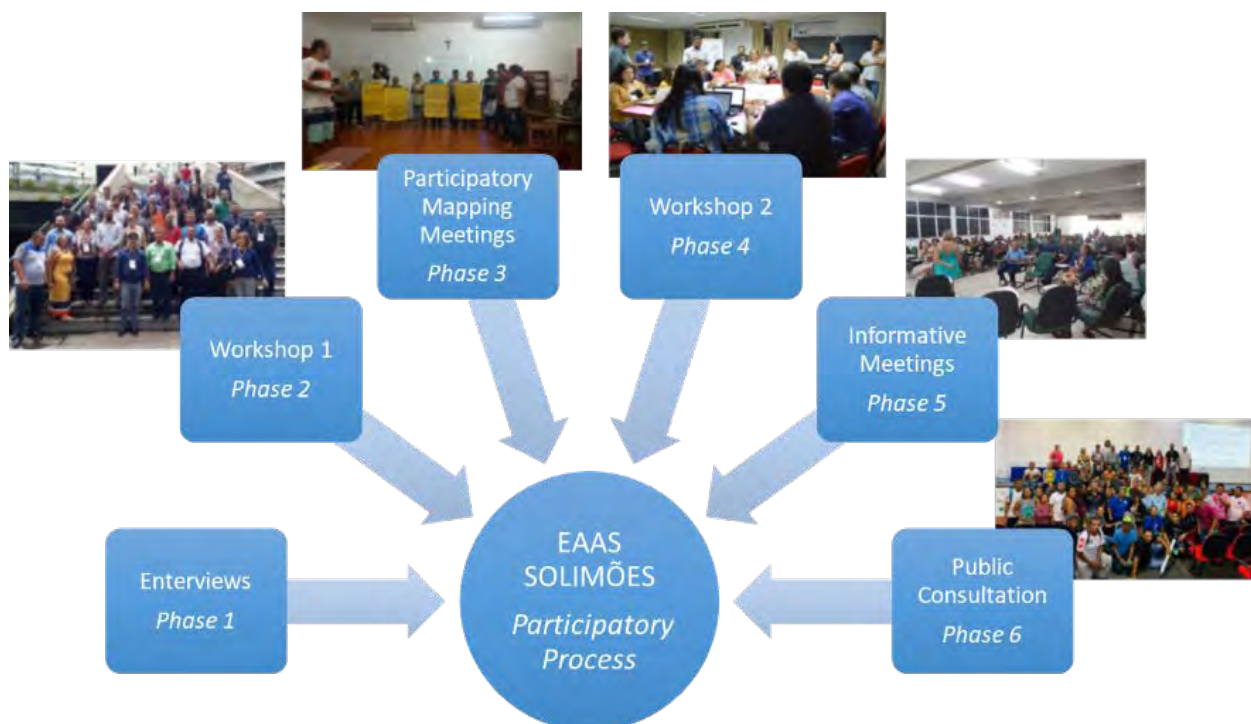 Enterviews
Phase 1
Workshop 1
Phase 2
Participatory
Mapping
Meetings
Phase 3
Workshop 2
Phase 4
Informative
Meetings
Phase 5
Public
Consultation
Phase 6
EAAS
SOLIMÕES
Participatory
Process